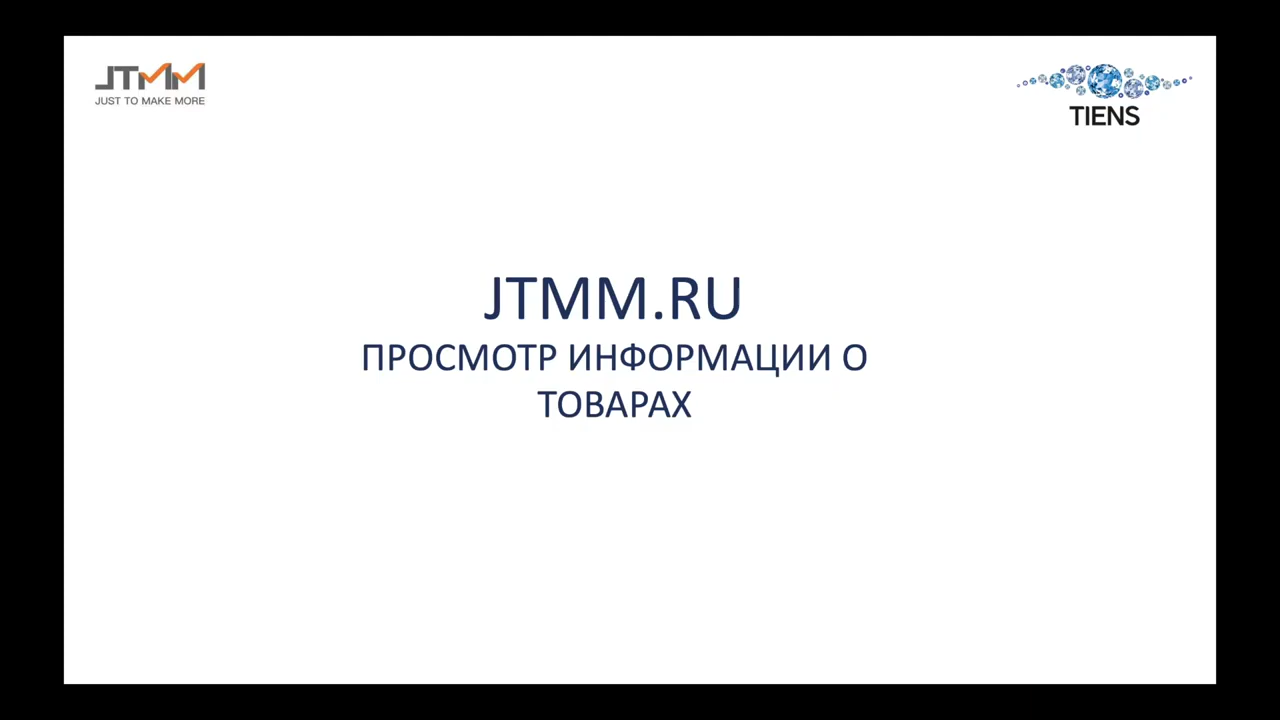 JTMM
JUST TO MAKE MORE
TIENS
JTMM.RU
ПРОСМОТР ИНФОРМАЦИИ О
ТОВАРАХ